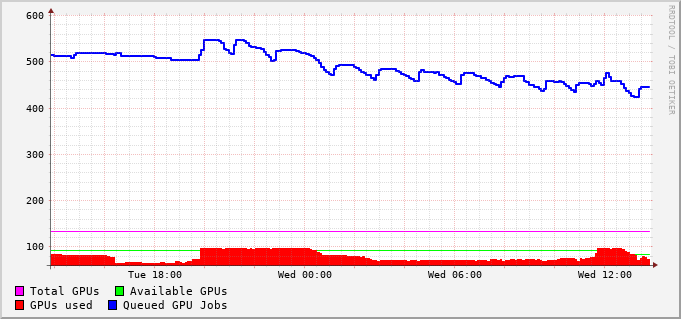 600
500
400
300
200
100
Tue 18:00 Wed 00:00 Wed 06:00 Wed 12:00
Total GPUs Available GPUs
GPUs used Queued GPU Jobs
RRDTOOL / TOBI OETIKER